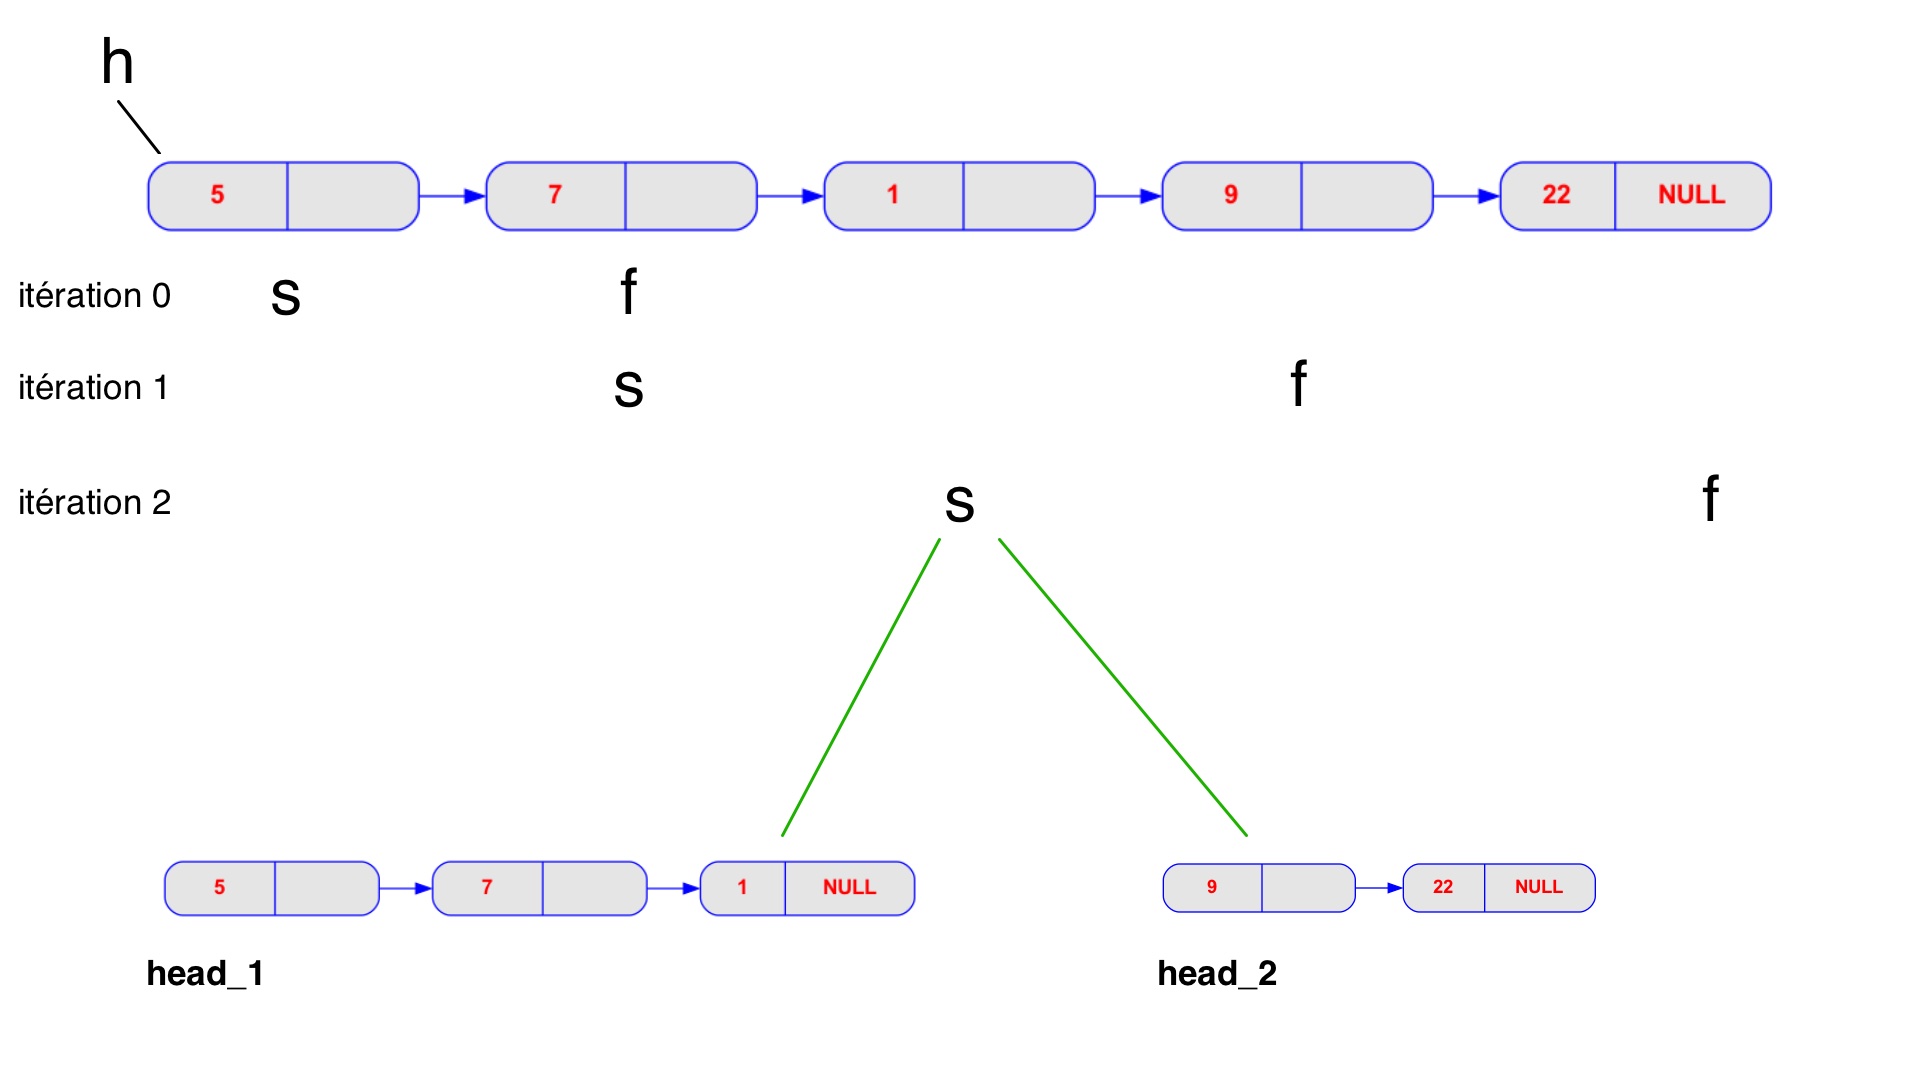 h
5 7 1 9 22 NULL
itération 0 s f
itération 1 s f
itération 2 s f
5 7 1 NULL 9 22 NULL
head_1 head_2